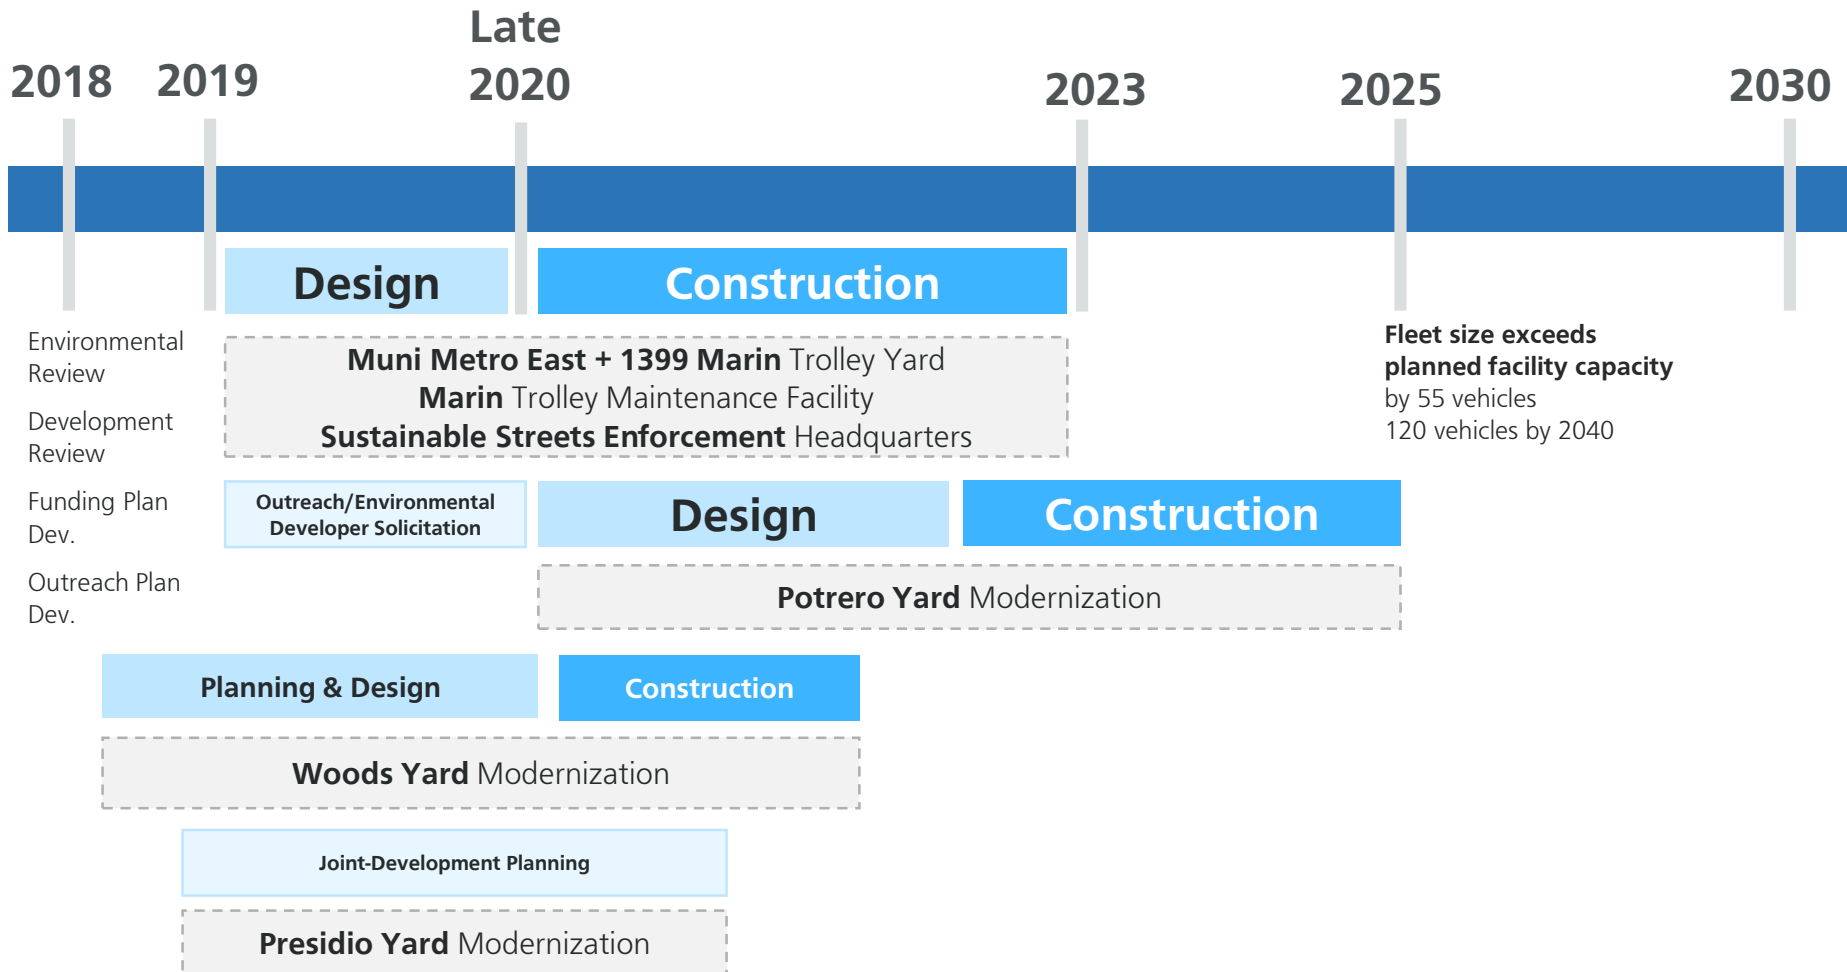 Late
2018 2019 2020 2023 2025 2030
Design Construction
Environmental
Review
Development
Review
Funding Plan
Dev.
Outreach Plan
Dev.
Muni Metro East + 1399 Marin Trolley Yard
Marin Trolley Maintenance Facility
Sustainable Streets Enforcement Headquarters
Fleet size exceeds
planned facility capacity
by 55 vehicles
120 vehicles by 2040
Outreach/Environmental
Developer Solicitation
Design Construction
Potrero Yard Modernization
Planning & Design Construction
Woods Yard Modernization
Joint-Development Planning
Presidio Yard Modernization